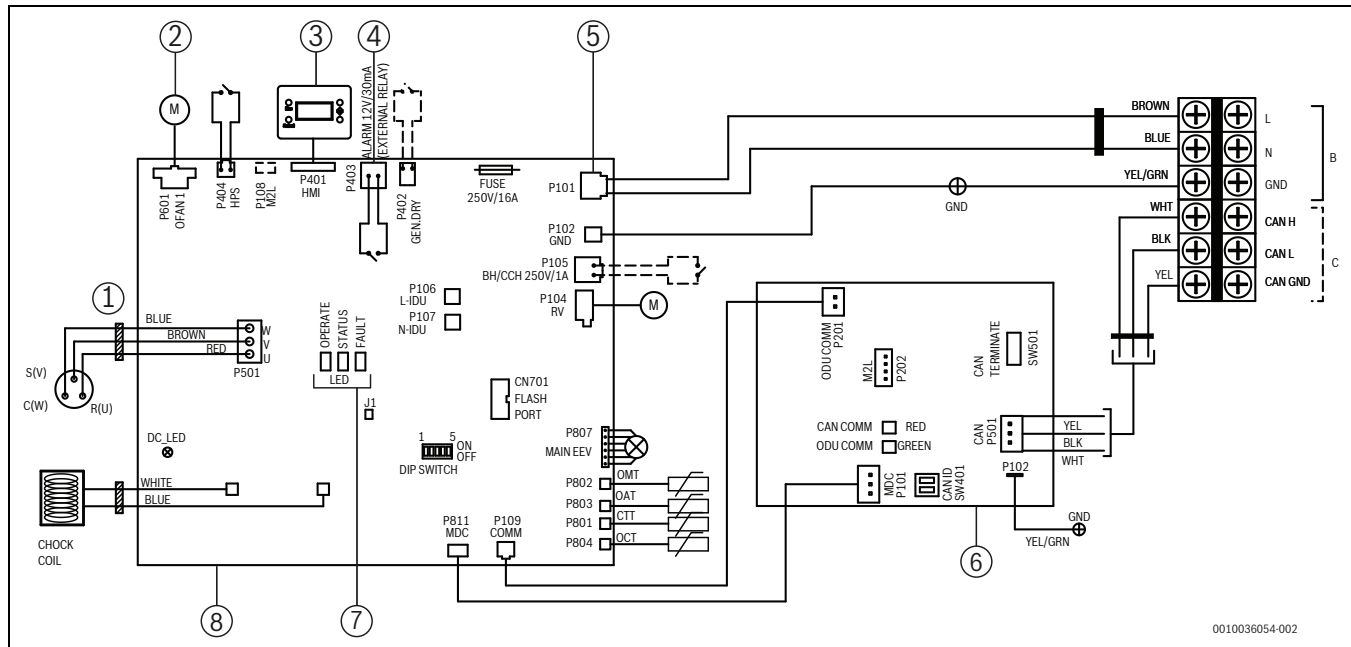 2
3
4
5
M
ALARM 12V/30mA
(EXTERNAL RELAY)
P601
OFAN 1
P404
HPS
P108
M2L
P401
HMI
P403
P402
GEN.DRY
FUSE
250V/16A
P101
P102
GND
P105
BH/CCH 250V/1A
P104
RV
M
P106
L-IDU
P107
N-IDU
1
BLUE
BROWN
RED
W
V
U
P501
S(V)
C(W)
R(U)
OPERATE
STATUS
FAULT
LED
J1
CN701
FLASH
PORT
DC_LED
1
5
ON
OFF
DIP SWITCH
P807
MAIN EEV
P802
OMT
P803
OAT
P801
CTT
P804
OCT
WHITE
BLUE
CHOCK
COIL
P811
MDC
P109
COMM
8
7
BROWN
BLUE
YEL/GRN
GND
WHT
BLK
YEL
L
N
GND
CAN H
CAN L
CAN GND
B
C
ODU COMM
P201
M2L
P202
CAN
TERMINATE
SW501
CAN COMM
RED
ODU COMM
GREEN
CAN
P501
YEL
BLK
WHT
MDC
P101
CAN ID
SW401
P102
GND
YEL/GRN
6
0010036054-002